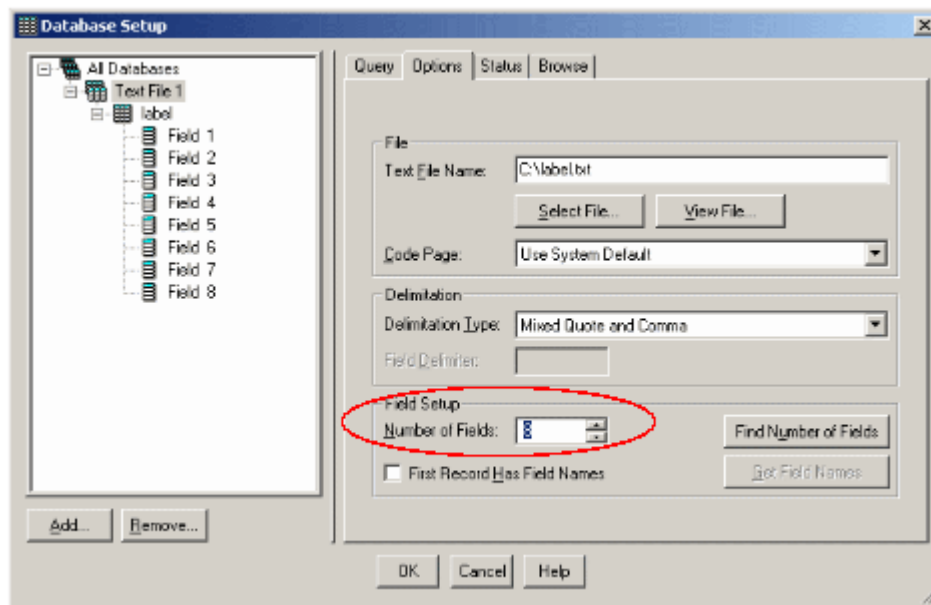 Database Setup
All Databases
Text File 1
label
Field 1
Field 2
Field 3
Field 4
Field 5
Field 6
Field 7
Field 8
Add...
Remove...
Query Options Status Browse
File
Text File Name: C:\label.txt
Select File... View File...
Code Page: Use System Default
Delimitation
Delimitation Type: Mixed Quote and Comma
Field Delimiter:
Field Setup
Number of Fields: 8
Find Number of Fields
First Record Has Field Names
Get Field Names
OK Cancel Help